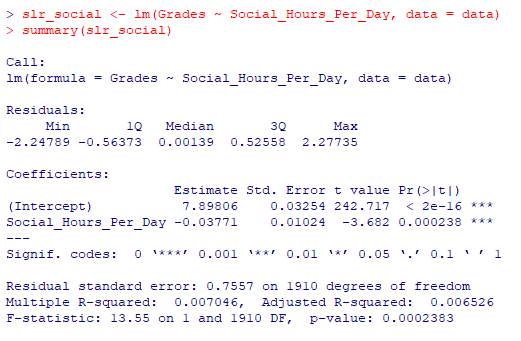 > slr_social <- lm(Grades ~ Social_Hours_Per_Day, data = data)
> summary(slr_social)
Call:
lm(formula = Grades ~ Social_Hours_Per_Day, data = data)
Residuals:
     Min       1Q   Median       3Q      Max
-2.24789 -0.56373  0.00139  0.52558  2.27735
Coefficients:
                     Estimate Std. Error t value Pr(>|t|)
(Intercept)           7.89806    0.03254 242.717  < 2e-16 ***
Social_Hours_Per_Day -0.03771    0.01024  -3.682 0.000238 ***
---
Signif. codes:  0 ‘***’ 0.001 ‘**’ 0.01 ‘*’ 0.05 ‘.’ 0.1 ‘ ’ 1
Residual standard error: 0.7557 on 1910 degrees of freedom
Multiple R-squared:  0.007046, Adjusted R-squared:  0.006526
F-statistic: 13.55 on 1 and 1910 DF,  p-value: 0.0002383